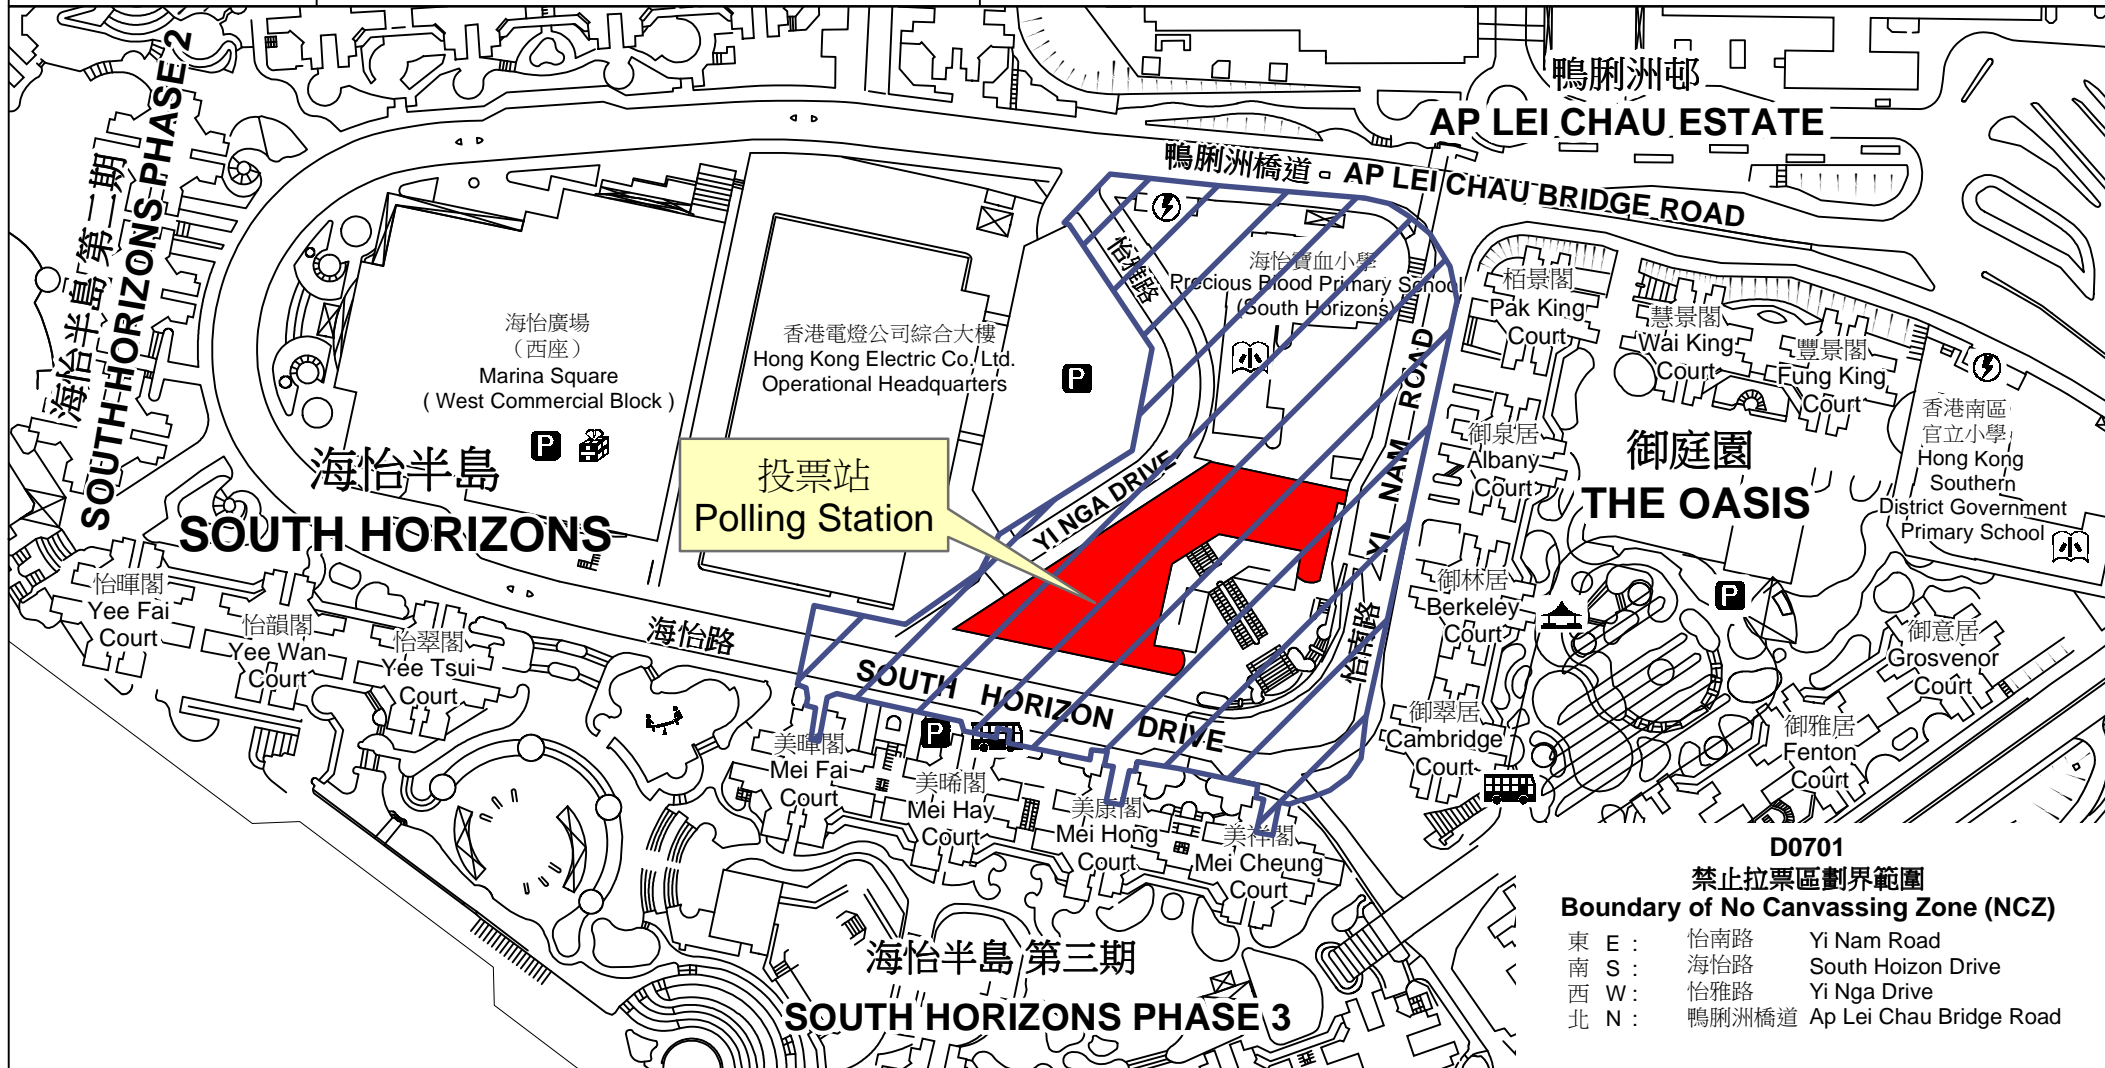 鴨脷洲邨
AP LEI CHAU ESTATE
鴨脷洲橋道 - AP LEI CHAU BRIDGE ROAD
海怡半島 第二期
SOUTH HORIZONS PHASE 2
怡雅路
YI NGA DRIVE
海怡寶血小學
Precious Blood Primary School
(South Horizons)
小
怡南路
YI NAM ROAD
海怡廣場
（西座）
Marina Square
( West Commercial Block )
P
香港電燈公司綜合大樓
Hong Kong Electric Co. Ltd.
Operational Headquarters
P
栢景閣
Pak King
Court
慧景閣
Wai King
Court
豐景閣
Fung King
Court
香港南區
官立小學
Hong Kong
Southern
District Government
Primary School
小
御泉居
Albany
Court
御庭園
THE OASIS
P
海怡半島
SOUTH HORIZONS
投票站
Polling Station
怡暉閣
Yee Fai
Court
怡韻閣
Yee Wan
Court
怡翠閣
Yee Tsui
Court
海怡路
SOUTH HORIZON DRIVE
御林居
Berkeley
Court
御意居
Grosvenor
Court
御翠居
Cambridge
Court
御雅居
Fenton
Court
P
美暉閣
Mei Fai
Court
美晞閣
Mei Hay
Court
美康閣
Mei Hong
Court
美祥閣
Mei Cheung
Court
海怡半島 第三期
SOUTH HORIZONS PHASE 3
D0701
禁止拉票區劃界範圍
Boundary of No Canvassing Zone (NCZ)
東 E : 怡南路 Yi Nam Road
南 S : 海怡路 South Hoizon Drive
西 W : 怡雅路 Yi Nga Drive
北 N : 鴨脷洲橋道 Ap Lei Chau Bridge Road